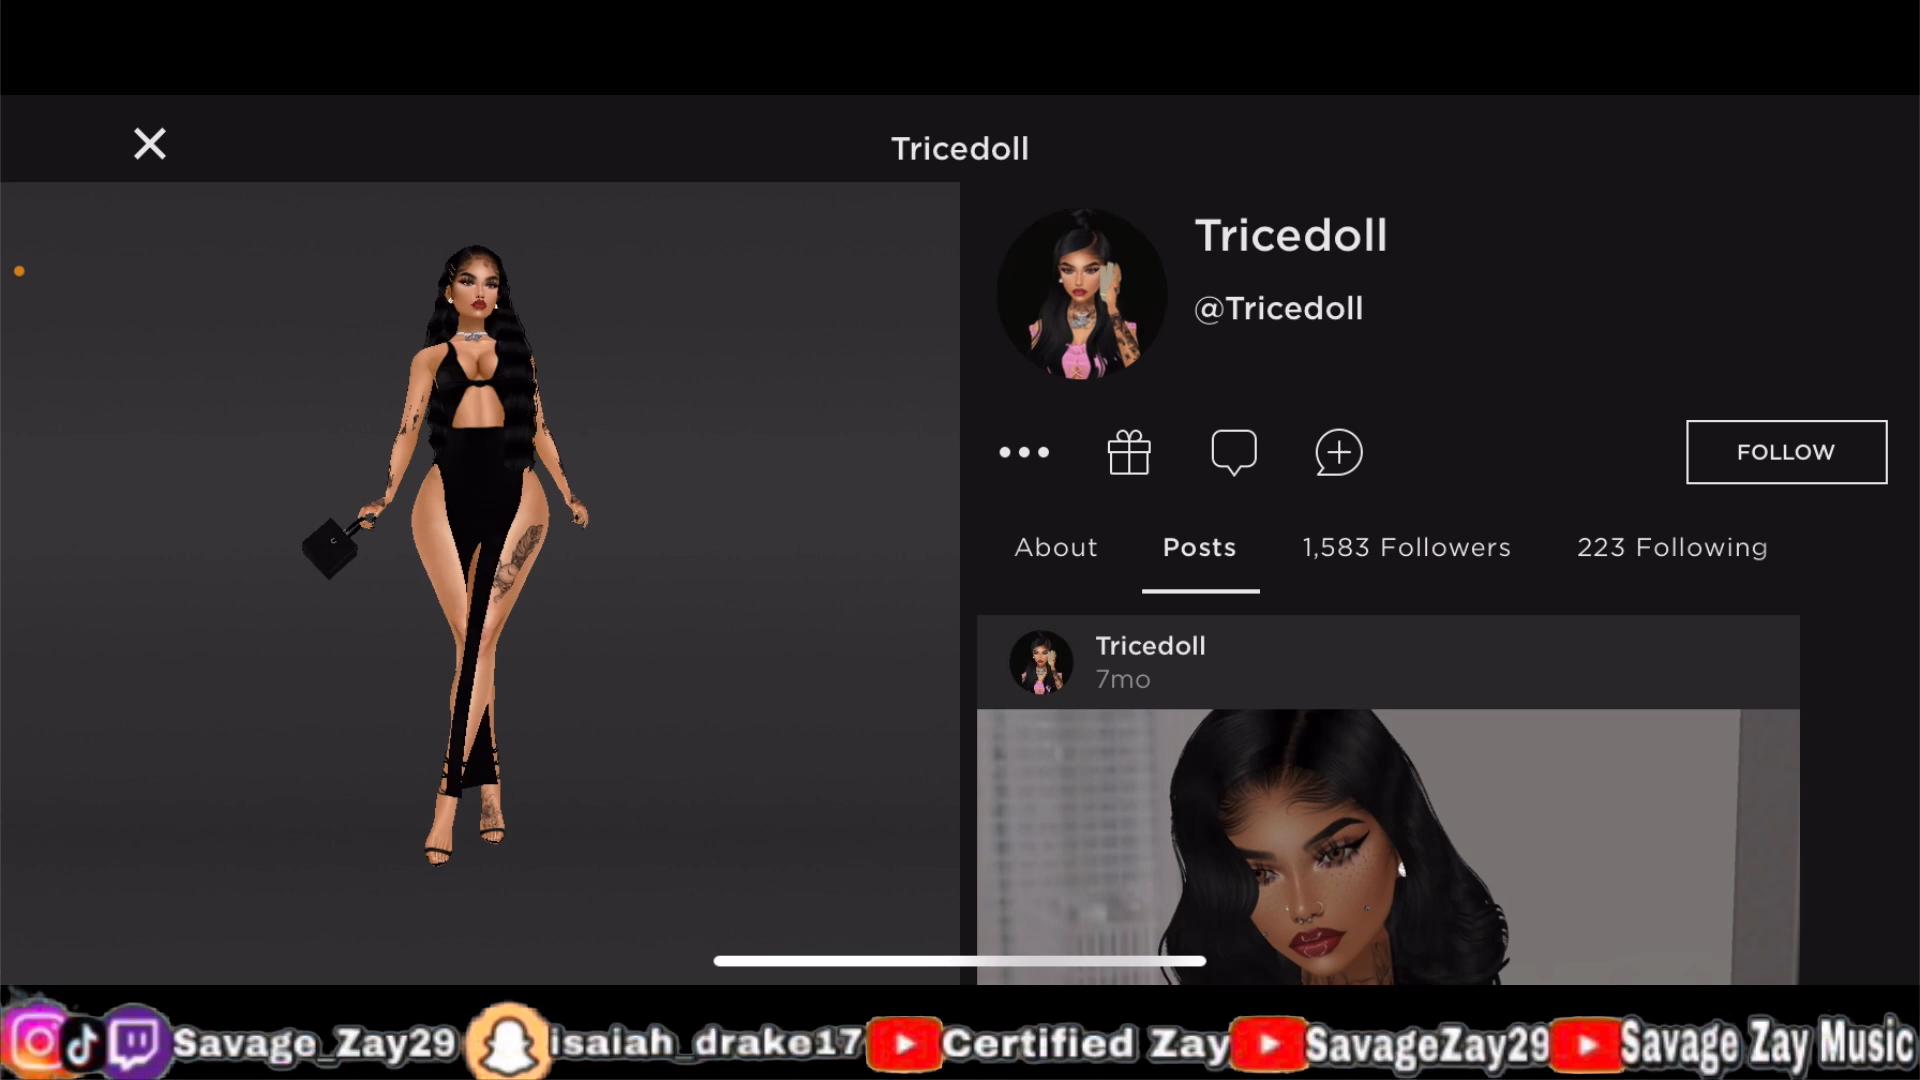 Tricedoll
Tricedoll
@Tricedoll
FOLLOW
About Posts 1,583 Followers 223 Following
Tricedoll
7mo
Savage_Zay29 isaiah_drake17 Certified Zay SavageZay29 Savage Zay Music